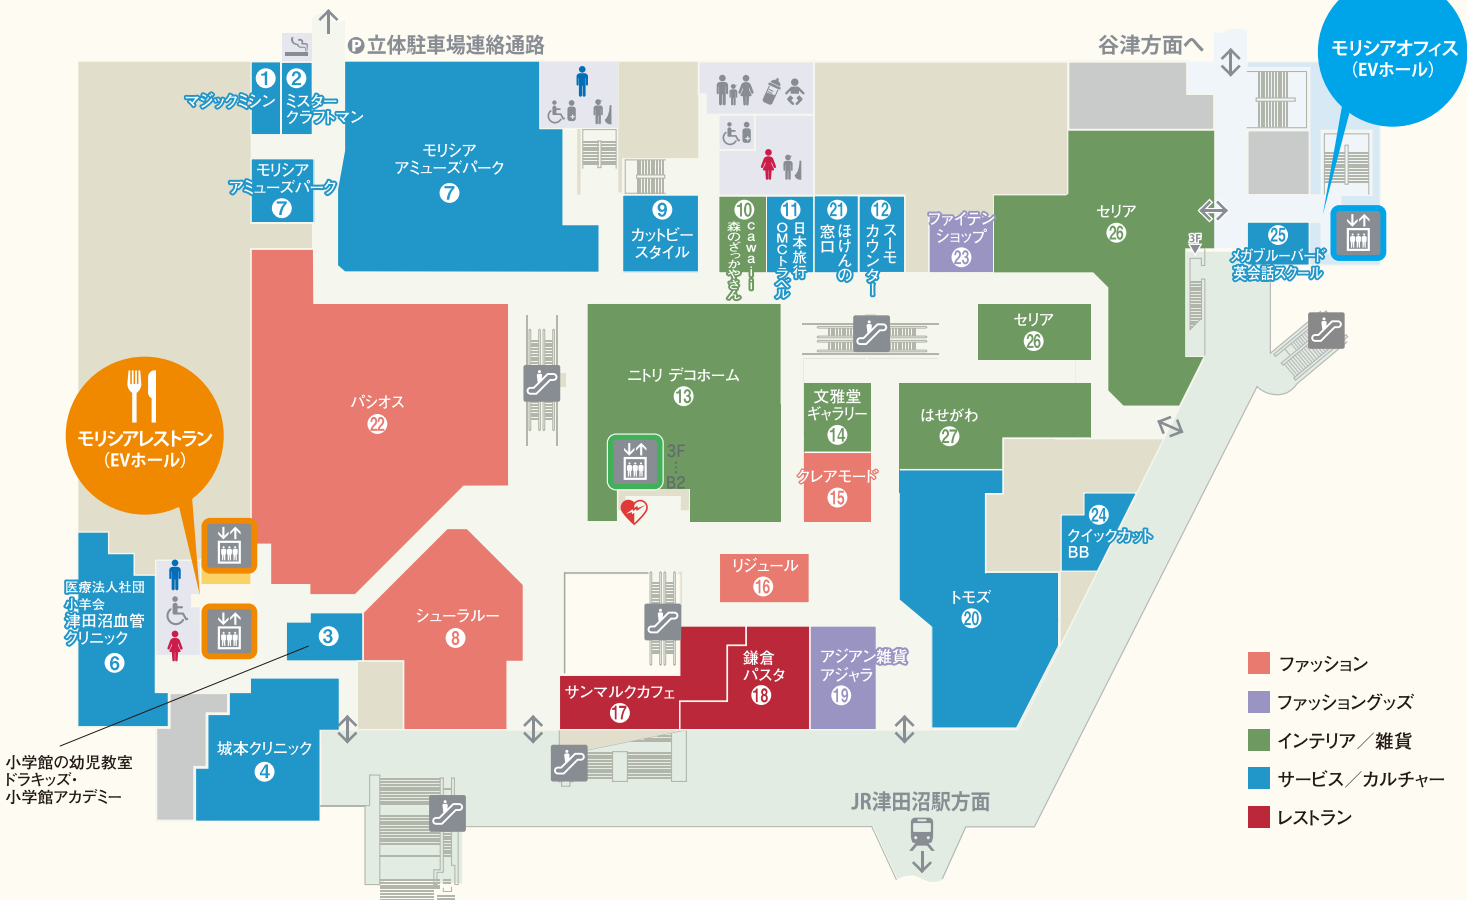 P 立体駐車場連絡通路
谷津方面へ
モリシアオフィス
（EVホール）
1
マジックミシン
2
ミスター
クラフトマン
モリシア
アミューズパーク
7
モリシア
アミューズパーク
7
9
カットビー
スタイル
10
cawaii
森のざっかやさん
11
日本旅行
OMCトラベル
21
ほけんの
窓口
12
スーモ
カウンター
ファイテン
ショップ
23
セリア
26
3F
25
メガブルーバード
英会話スクール
パシオス
22
ニトリ デコホーム
13
3F
B2
セリア
26
文雅堂
ギャラリー
14
はせがわ
27
クレアモード
15
モリシアレストラン
（EVホール）
24
クイックカット
BB
リジュール
16
トモズ
20
医療法人社団
小羊会
津田沼血管
クリニック
6
3
シューラルー
8
サンマルクカフェ
17
鎌倉
パスタ
18
アジアン雑貨
アジャラ
19
城本クリニック
4
小学館の幼児教室
ドラキッズ・
小学館アカデミー
JR津田沼駅方面
ファッション
ファッショングッズ
インテリア／雑貨
サービス／カルチャー
レストラン